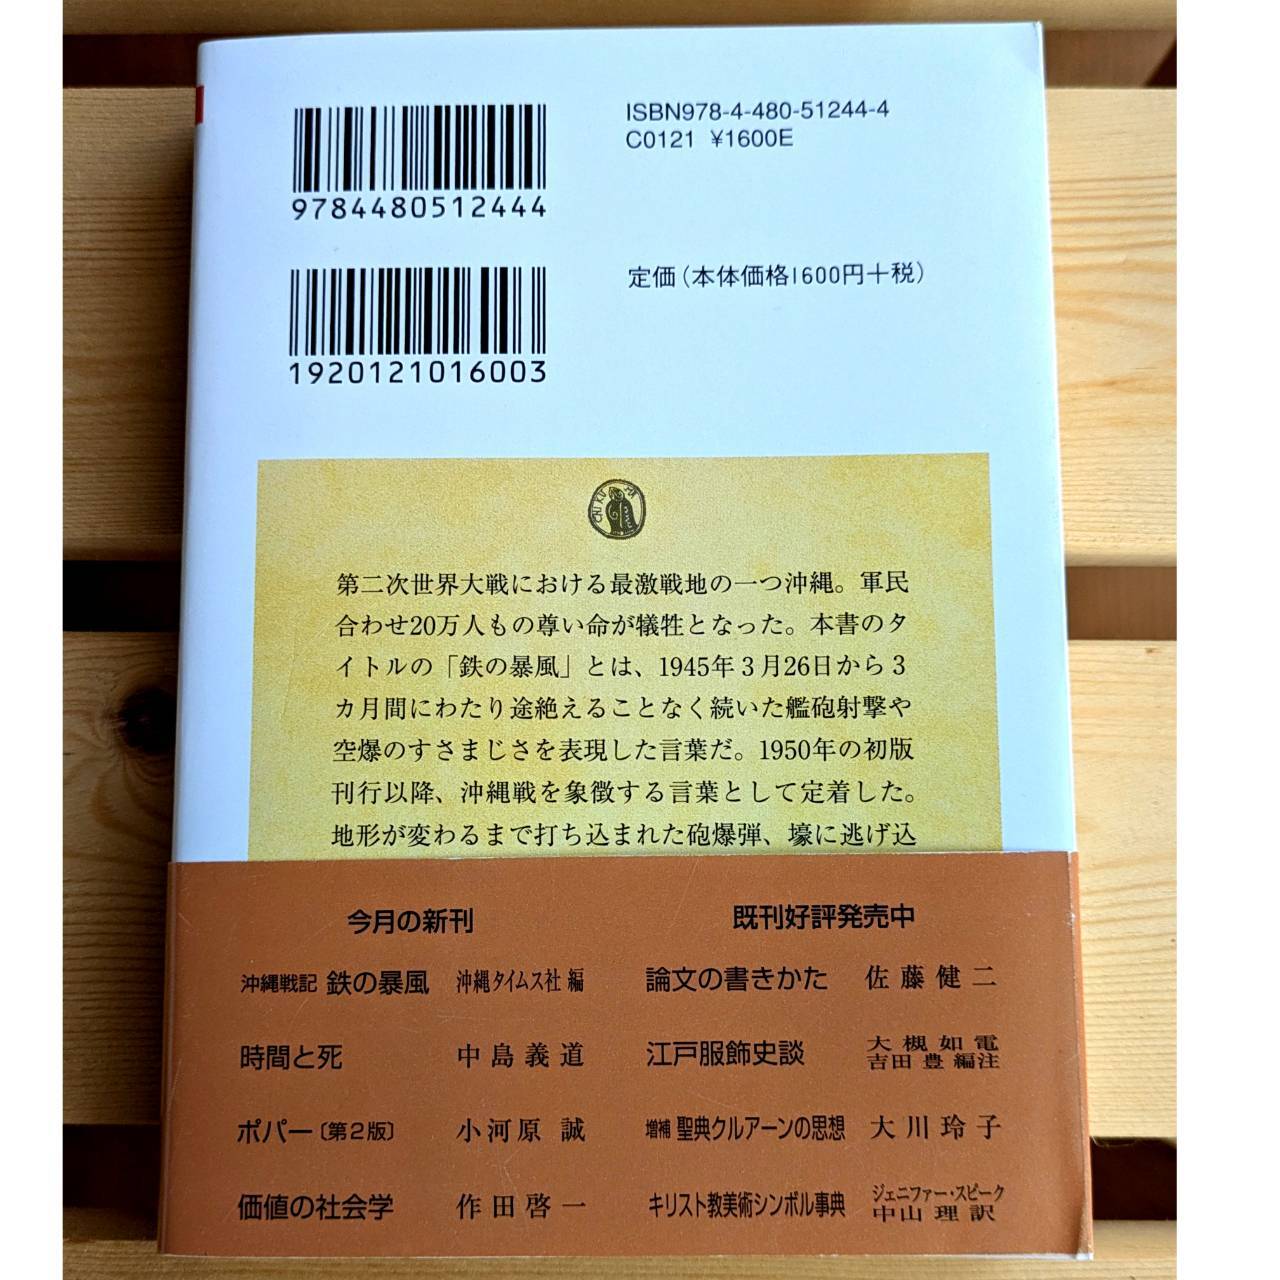 9784480512444
1920121016003
ISBN978-4-480-51244-4
C0121 ¥1600E
定価(本体価格1600円+税)
CHIKUMA
第二次世界大戦における最激戦地の一つ沖縄。軍民
合わせ20万人もの尊い命が犠牲となった。本書のタ
イトルの「鉄の暴風」とは、1945年3月26日から3
カ月間にわたり途絶えることなく続いた艦砲射撃や
空爆のすさまじさを表現した言葉だ。1950年の初版
刊行以降、沖縄戦を象徴する言葉として定着した。
地形が変わるまで打ち込まれた砲爆弾、壕に逃げ込
今月の新刊
沖縄戦記 鉄の暴風 沖縄タイムス社 編
時間と死 中島義道
ポパー〔第2版〕 小河原 誠
価値の社会学 作田啓一
既刊好評発売中
論文の書きかた 佐藤健二
江戸服飾史談 大槻如電
吉田豊 編注
増補 聖典クルアーンの思想 大川玲子
キリスト教美術シンボル事典 ジェニファー・スピーク
中山理 訳